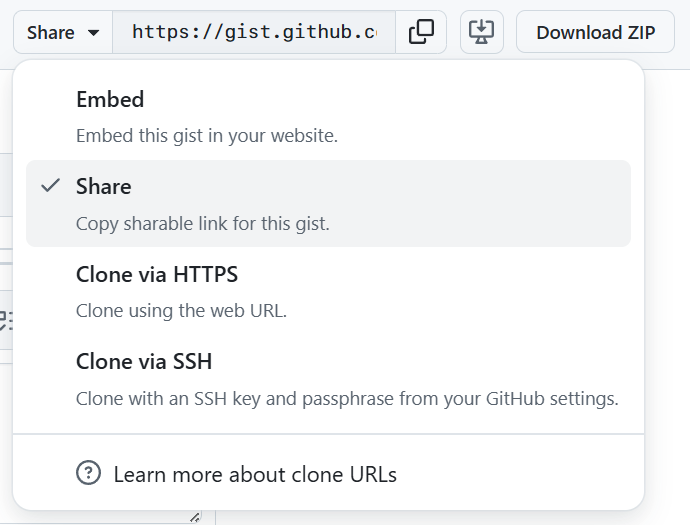 Share
https://gist.github.c
Download ZIP
Embed
Embed this gist in your website.
Share
Copy sharable link for this gist.
Clone via HTTPS
Clone using the web URL.
Clone via SSH
Clone with an SSH key and passphrase from your GitHub settings.
Learn more about clone URLs